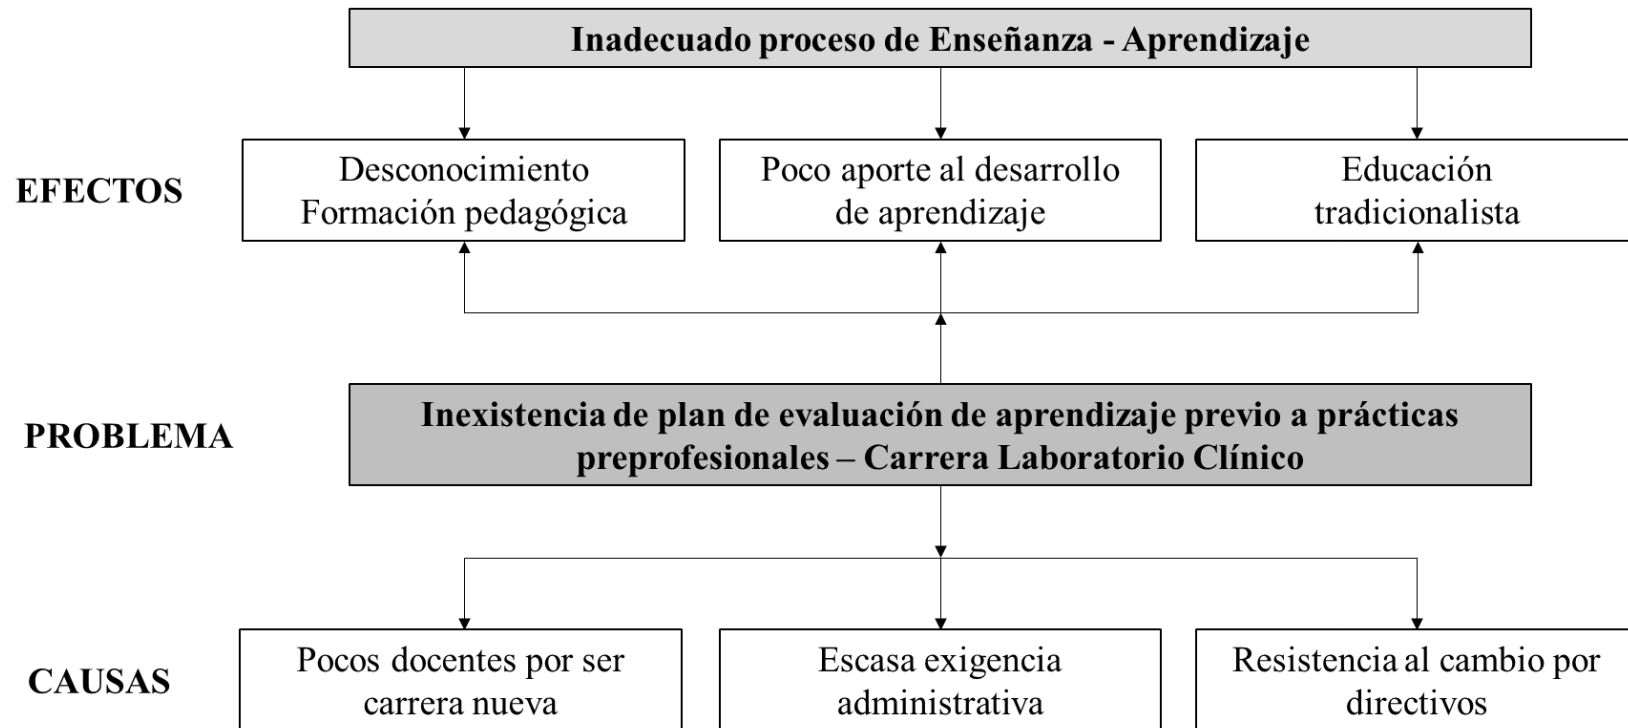 Inadecuado proceso de Enseñanza - Aprendizaje
EFECTOS
Desconocimiento
Formación pedagógica
Poco aporte al desarrollo
de aprendizaje
Educación
tradicionalista
PROBLEMA
Inexistencia de plan de evaluación de aprendizaje previo a prácticas
preprofesionales – Carrera Laboratorio Clínico
CAUSAS
Pocos docentes por ser
carrera nueva
Escasa exigencia
administrativa
Resistencia al cambio por
directivos